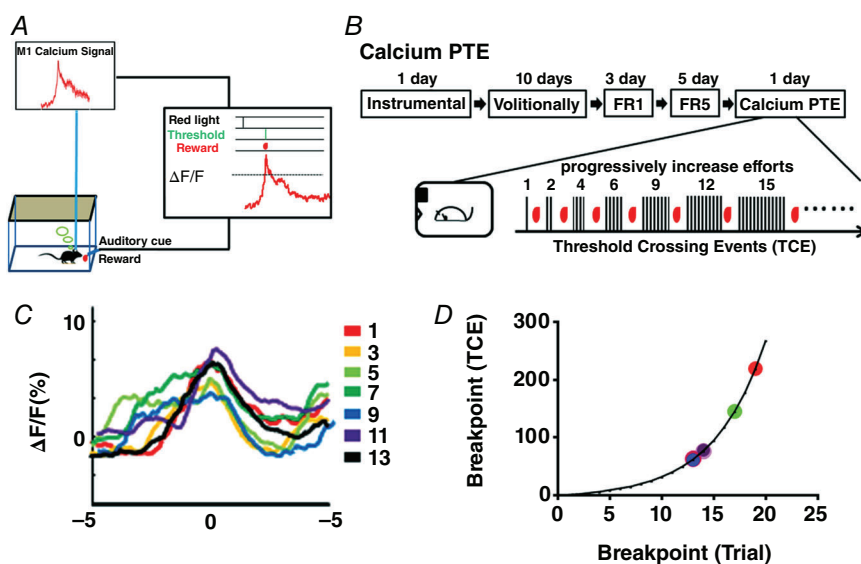 A
M1 Calcium Signal
Red light
Threshold
Reward
ΔF/F
Auditory cue
Reward
B
Calcium PTE
1 day 10 days 3 day 5 day 1 day
Instrumental Volitionally FR1 FR5 Calcium PTE
progressively increase efforts
1 2 4 6 9 12 15
Threshold Crossing Events (TCE)
C
ΔF/F(%)
10
0
−5 0 −5
1
3
5
7
9
11
13
D
Breakpoint (TCE)
300
200
100
0
0 5 10 15 20 25
Breakpoint (Trial)